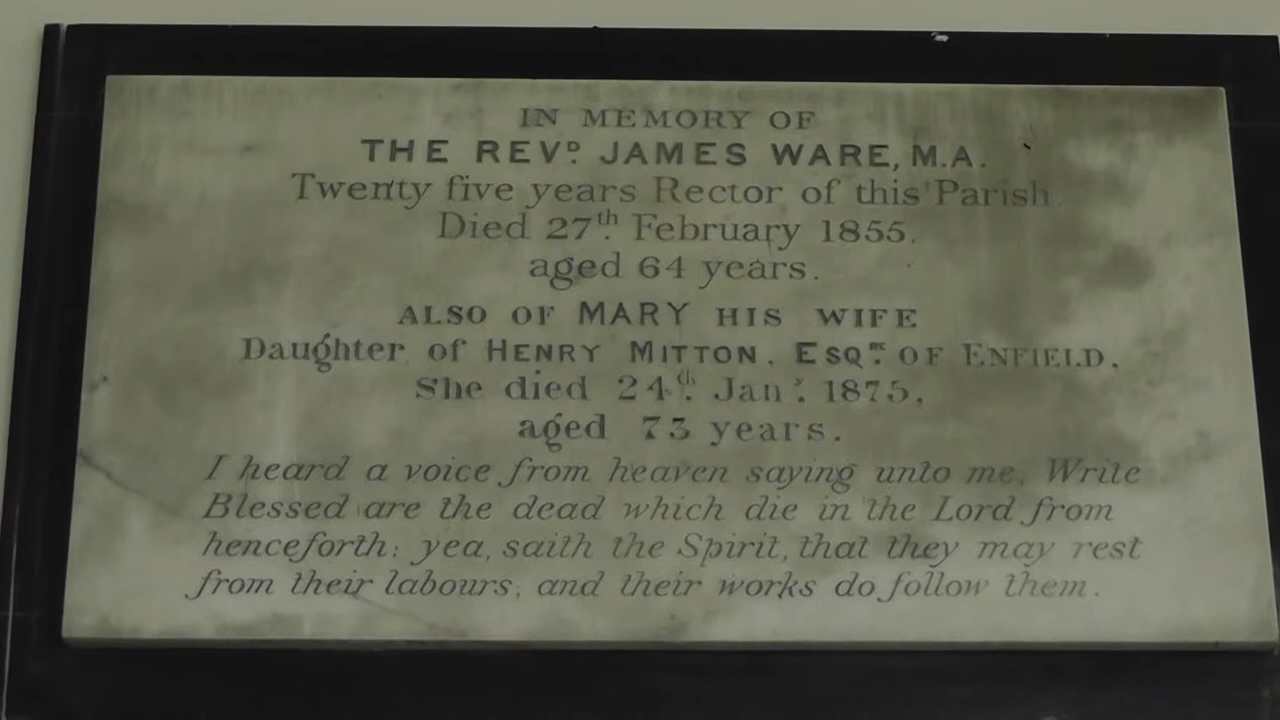 IN MEMORY OF
THE REVD. JAMES WARE, M.A.
Twenty five years Rector of this Parish.
Died 27th. February 1855.
aged 64 years.
ALSO OF MARY HIS WIFE
Daughter of HENRY MITTON. ESQRE. OF ENFIELD.
She died 24th. Jany. 1875,
aged 73 years.
I heard a voice from heaven saying unto me, Write
Blessed are the dead which die in the Lord from
henceforth: yea, saith the Spirit, that they may rest
from their labours, and their works do follow them.